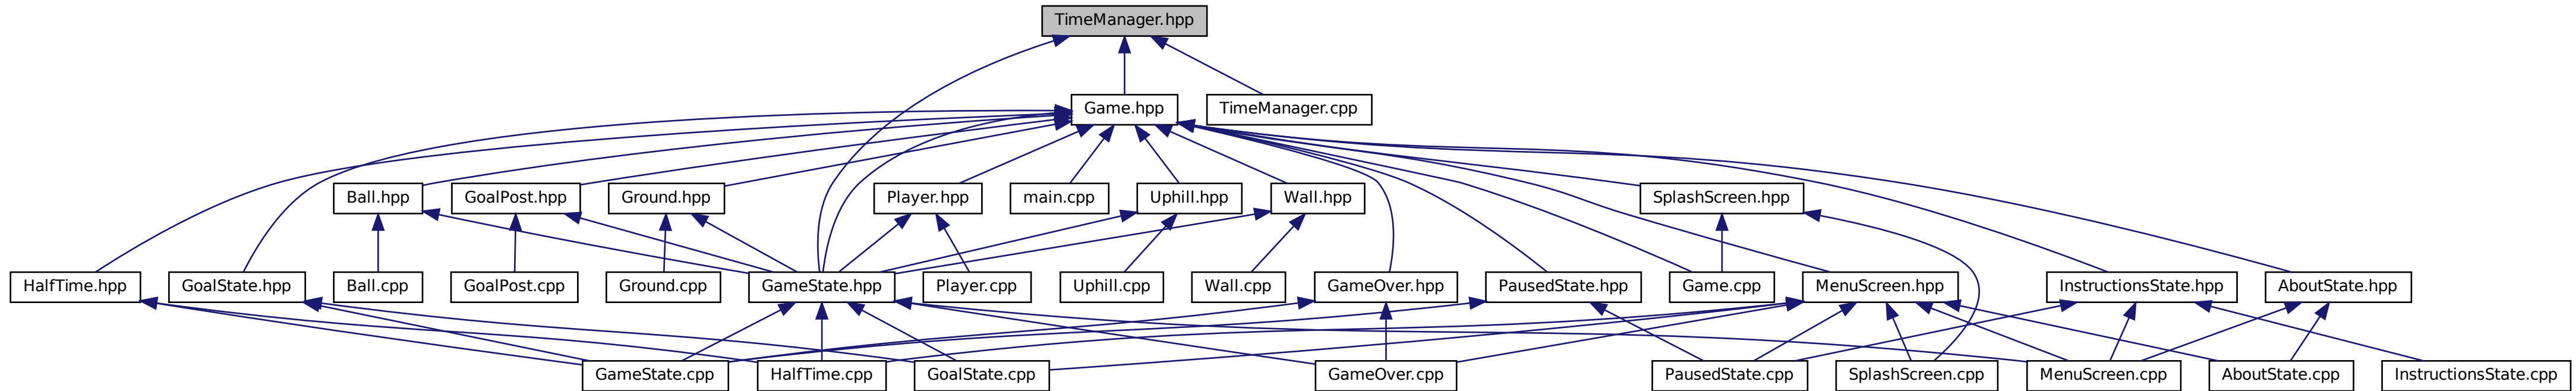 TimeManager.hpp
Game.hpp
TimeManager.cpp
Ball.hpp
GoalPost.hpp
Ground.hpp
Player.hpp
main.cpp
Uphill.hpp
Wall.hpp
SplashScreen.hpp
HalfTime.hpp
GoalState.hpp
Ball.cpp
GoalPost.cpp
Ground.cpp
GameState.hpp
Player.cpp
Uphill.cpp
Wall.cpp
GameOver.hpp
PausedState.hpp
Game.cpp
MenuScreen.hpp
InstructionsState.hpp
AboutState.hpp
GameState.cpp
HalfTime.cpp
GoalState.cpp
GameOver.cpp
PausedState.cpp
SplashScreen.cpp
MenuScreen.cpp
AboutState.cpp
InstructionsState.cpp